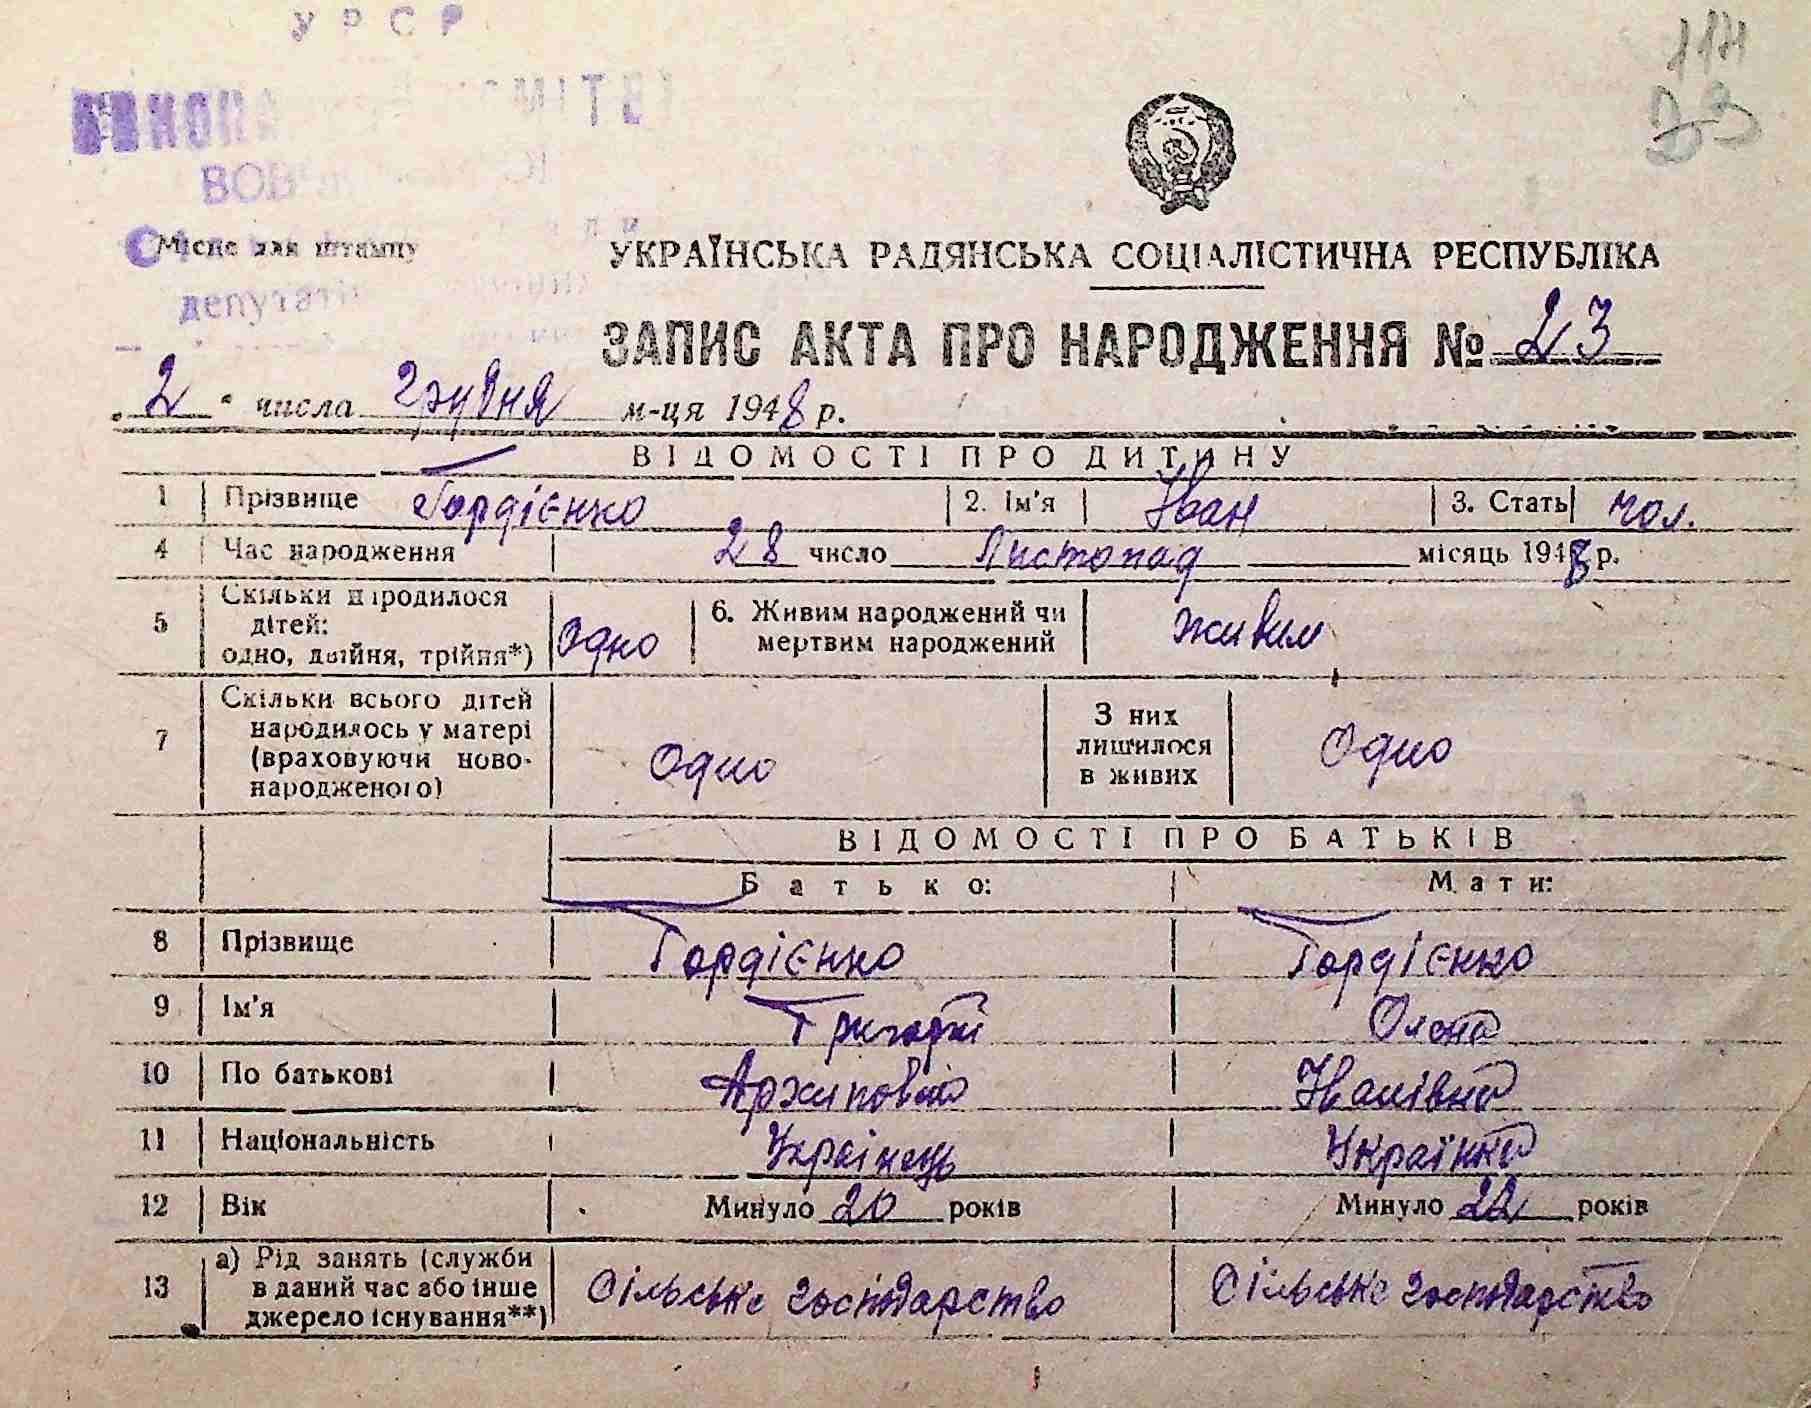 УРСР
114
Місце для штампу
депутатів
УКРАЇНСЬКА РАДЯНСЬКА СОЦІАЛІСТИЧНА РЕСПУБЛІКА
ЗАПИС АКТА ПРО НАРОДЖЕННЯ № 23
„2" числа грудня м-ця 1948 р.
ВІДОМОСТІ ПРО ДИТИНУ
1 Прізвище Гордієнко 2. Ім'я Іван 3. Стать чол.
4 Час народження 28 число Листопад місяць 1948 р.
5 Скільки народилося дітей: одно, двійня, трійня*) Одно 6. Живим народжений чи мертвим народжений живим
7 Скільки всього дітей народилось у матері (враховуючи ново-народженого) Одно З них лишилося в живих Одно
ВІДОМОСТІ ПРО БАТЬКІВ
Батько: Мати:
8 Прізвище Гордієнко Гордієнко
9 Ім'я Григорій Олена
10 По батькові Архипович Іванівна
11 Національність Українець Українка
12 Вік Минуло 20 років Минуло 22 років
13 а) Рід занять (служби в даний час або інше джерело існування**) Сільське господарство Сільське господарство